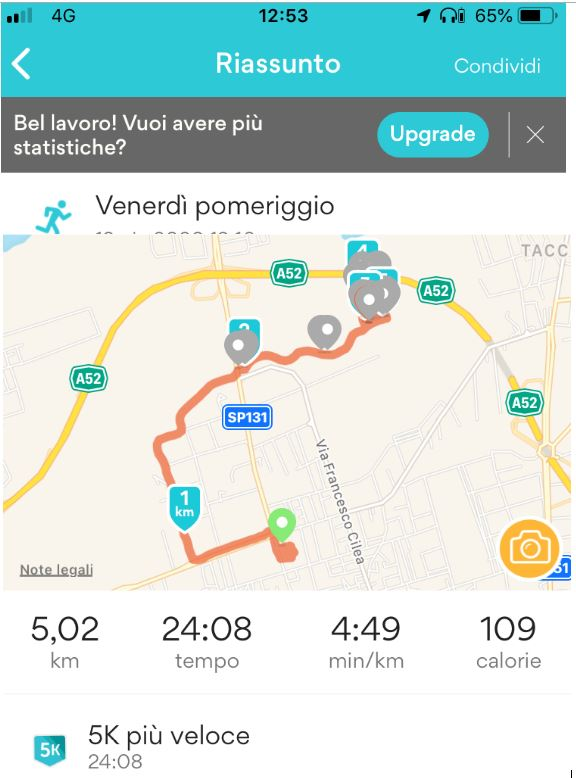 4G 12:53 65%
Riassunto Condividi
Bel lavoro! Vuoi avere più
statistiche?
Upgrade
Venerdì pomeriggio
TACC
A52
A52
A52
A52
SP131
Via Francesco Cilea
1
km
Note legali
5,02 24:08 4:49 109
km tempo min/km calorie
5K più veloce
5K
24:08